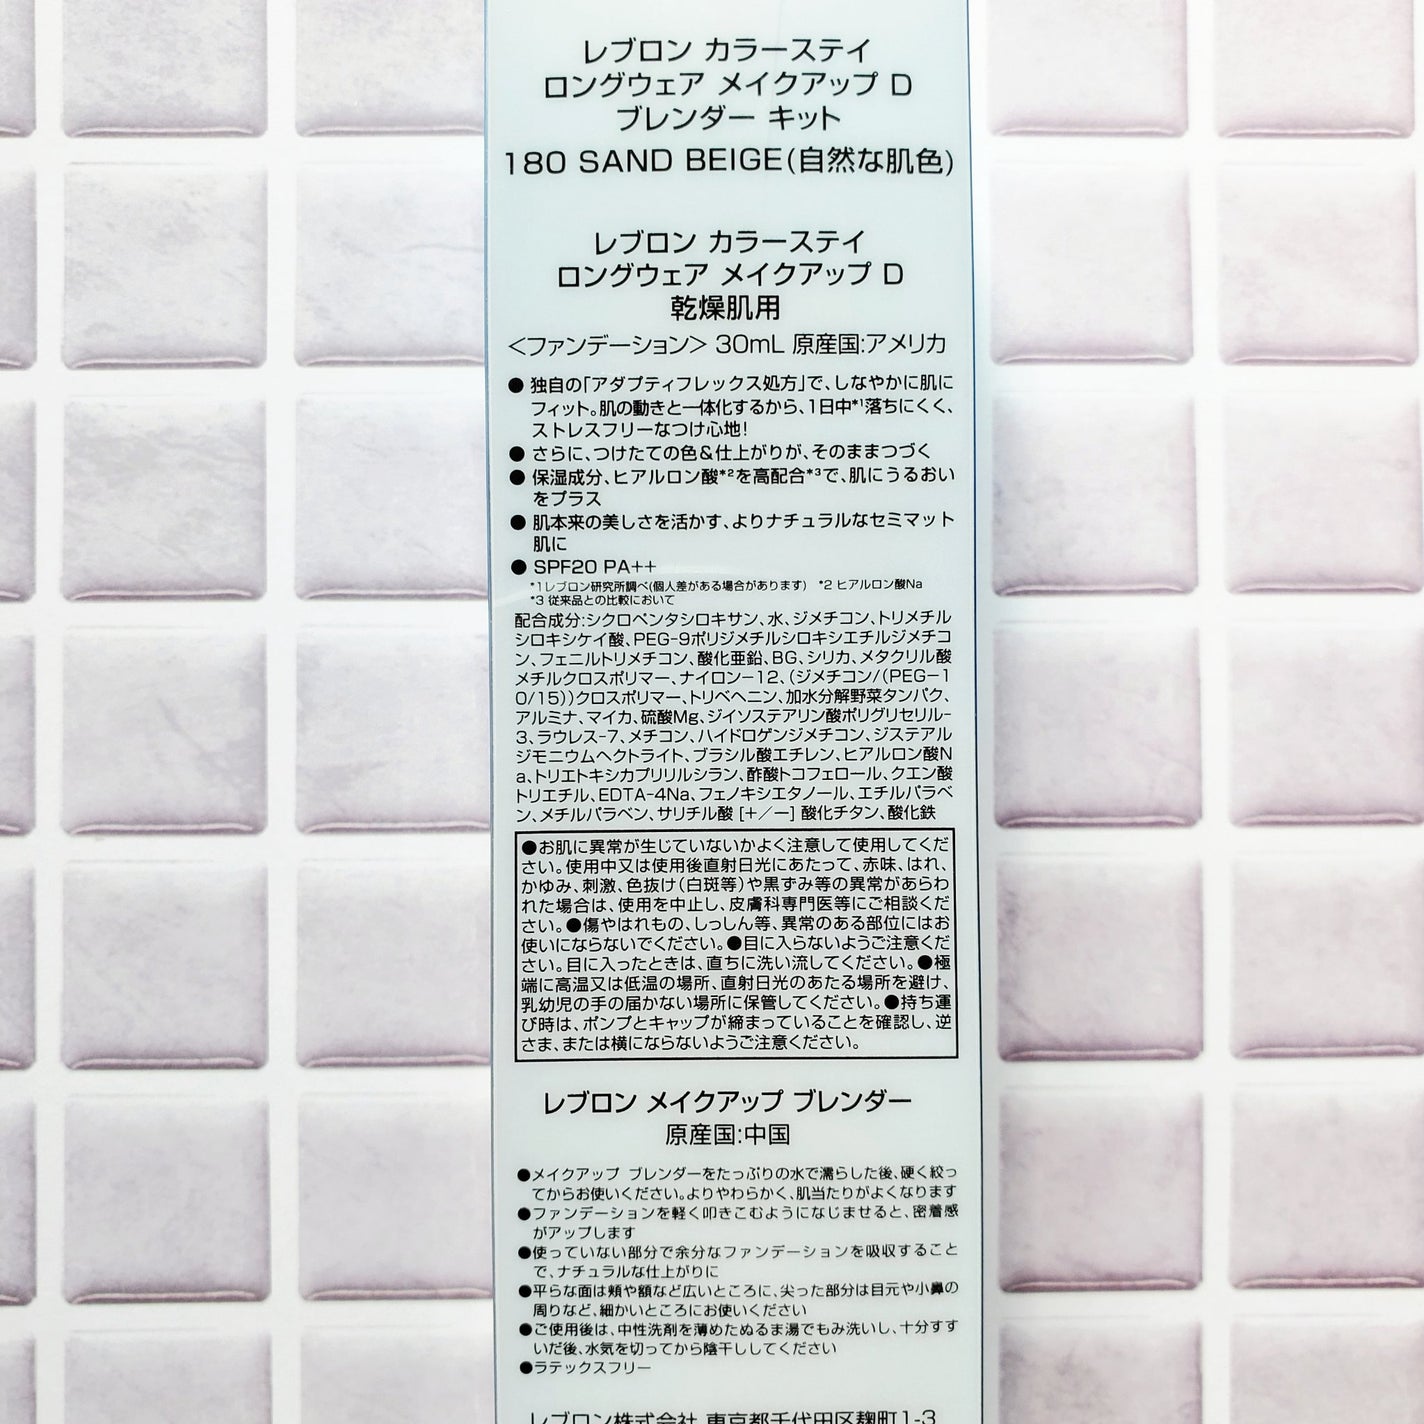 レブロン カラーステイ
ロングウェア メイクアップ D
ブレンダー キット
180 SAND BEIGE(自然な肌色)
レブロン カラーステイ
ロングウェア メイクアップ D
乾燥肌用
＜ファンデーション＞ 30mL 原産国:アメリカ
● 独自の「アダプティフレックス処方」で、しなやかに肌に
フィット。肌の動きと一体化するから、1日中*1落ちにくく、
ストレスフリーなつけ心地!
● さらに、つけたての色&仕上がりが、そのままつづく
● 保湿成分、ヒアルロン酸*2を高配合*3で、肌にうるおい
をプラス
● 肌本来の美しさを活かす、よりナチュラルなセミマット
肌に
● SPF20 PA++
*1レブロン研究所調べ(個人差がある場合があります) *2 ヒアルロン酸Na
*3 従来品との比較において
配合成分:シクロペンタシロキサン、水、ジメチコン、トリメチル
シロキシケイ酸、PEG-9ポリジメチルシロキシエチルジメチコ
ン、フェニルトリメチコン、酸化亜鉛、BG、シリカ、メタクリル酸
メチルクロスポリマー、ナイロン-12、(ジメチコン/(PEG-1
0/15))クロスポリマー、トリベヘニン、加水分解野菜タンパク、
アルミナ、マイカ、硫酸Mg、ジイソステアリン酸ポリグリセリル-
3、ラウレス-7、メチコン、ハイドロゲンジメチコン、ジステアル
ジモニウムヘクトライト、ブラシル酸エチレン、ヒアルロン酸N
a、トリエトキシカプリリルシラン、酢酸トコフェロール、クエン酸
トリエチル、EDTA-4Na、フェノキシエタノール、エチルパラベ
ン、メチルパラベン、サリチル酸 [+/ー] 酸化チタン、酸化鉄
●お肌に異常が生じていないかよく注意して使用してくだ
さい。使用中又は使用後直射日光にあたって、赤味、はれ、
かゆみ、刺激、色抜け(白斑等)や黒ずみ等の異常があらわ
れた場合は、使用を中止し、皮膚科専門医等にご相談くだ
さい。●傷やはれもの、しっしん等、異常のある部位にはお
使いにならないでください。●目に入らないようご注意くだ
さい。目に入ったときは、直ちに洗い流してください。●極
端に高温又は低温の場所、直射日光のあたる場所を避け、
乳幼児の手の届かない場所に保管してください。●持ち運
び時は、ポンプとキャップが締まっていることを確認し、逆
さま、または横にならないようご注意ください。
レブロン メイクアップ ブレンダー
原産国:中国
●メイクアップ ブレンダーをたっぷりの水で濡らした後、硬く絞っ
てからお使いください。よりやわらかく、肌当たりがよくなります
●ファンデーションを軽く叩きこむようになじませると、密着感
がアップします
●使っていない部分で余分なファンデーションを吸収すること
で、ナチュラルな仕上がりに
●平らな面は頬や額など広いところに、尖った部分は目元や小鼻の
周りなど、細かいところにお使いください
●ご使用後は、中性洗剤を薄めたぬるま湯でもみ洗いし、十分すす
いだ後、水気を切ってから陰干ししてください
●ラテックスフリー
レブロン株式会社 東京都千代田区麹町1-3